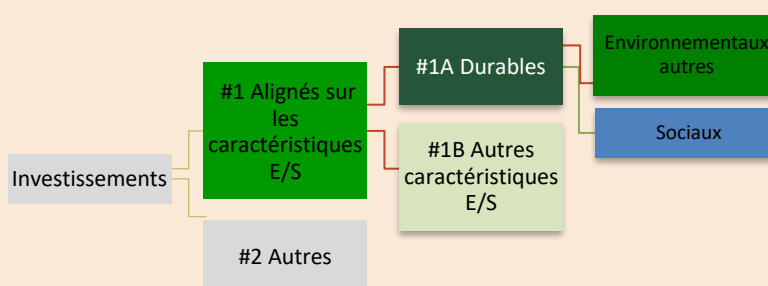 Investissements
#1 Alignés sur
les
caractéristiques
E/S
#2 Autres
#1A Durables
#1B Autres
caractéristiques
E/S
Environnementaux
autres
Sociaux